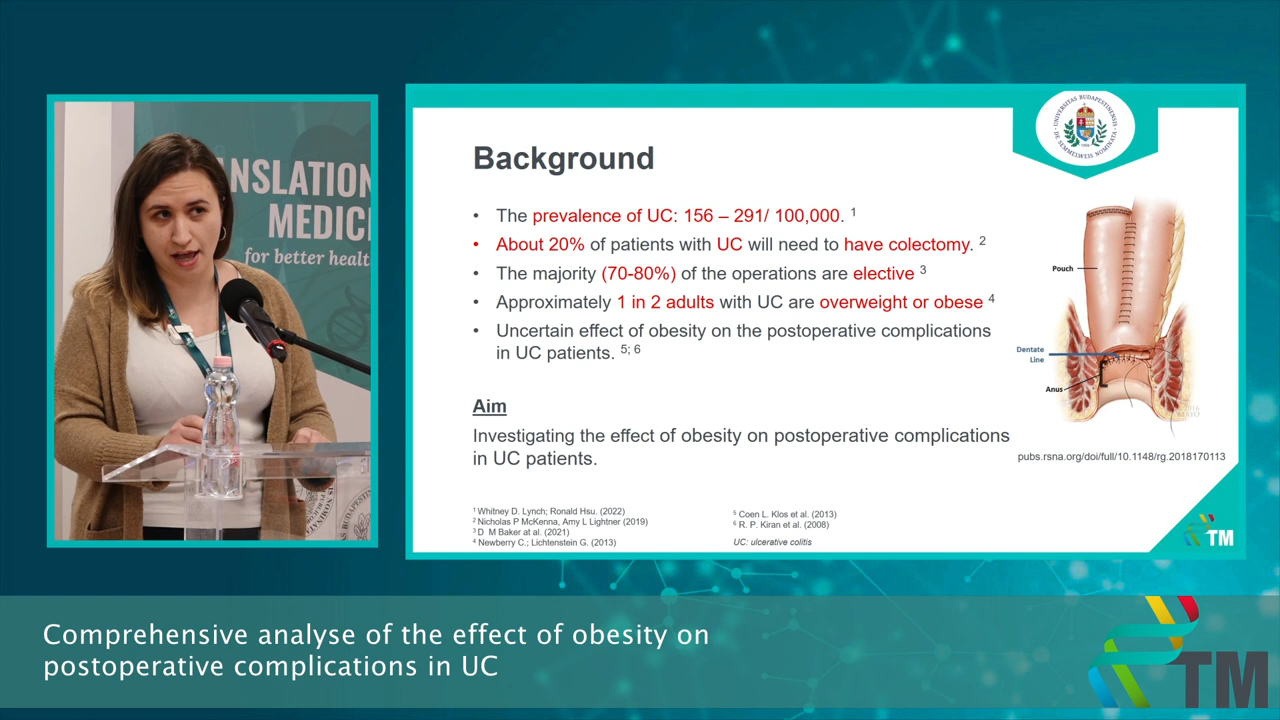 NSLATION
MEDICI
for better healt
Background
• The prevalence of UC: 156 – 291/ 100,000. 1
• About 20% of patients with UC will need to have colectomy. 2
• The majority (70-80%) of the operations are elective 3
• Approximately 1 in 2 adults with UC are overweight or obese 4
• Uncertain effect of obesity on the postoperative complications
in UC patients. 5; 6
Aim
Investigating the effect of obesity on postoperative complications
in UC patients.
UNIVERSITAS BUDAPESTINENSIS
DE SEMMELWEIS NOMINATA
Pouch
Dentate
Line
Anus
pubs.rsna.org/doi/full/10.1148/rg.2018170113
1 Whitney D. Lynch; Ronald Hsu. (2022)
2 Nicholas P McKenna, Amy L Lightner (2019)
3 D M Baker at al. (2021)
4 Newberry C.; Lichtenstein G. (2013)
5 Coen L. Klos et al. (2013)
6 R. P. Kiran et al. (2008)
UC: ulcerative colitis
TM
Comprehensive analyse of the effect of obesity on
postoperative complications in UC
TM